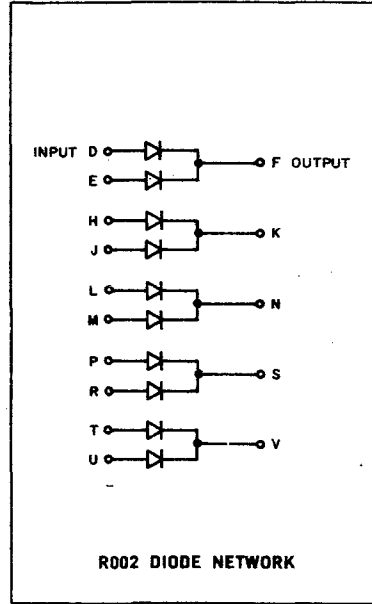 INPUT D
F OUTPUT
E
H
K
J
L
N
M
P
S
R
T
V
U
R002 DIODE NETWORK